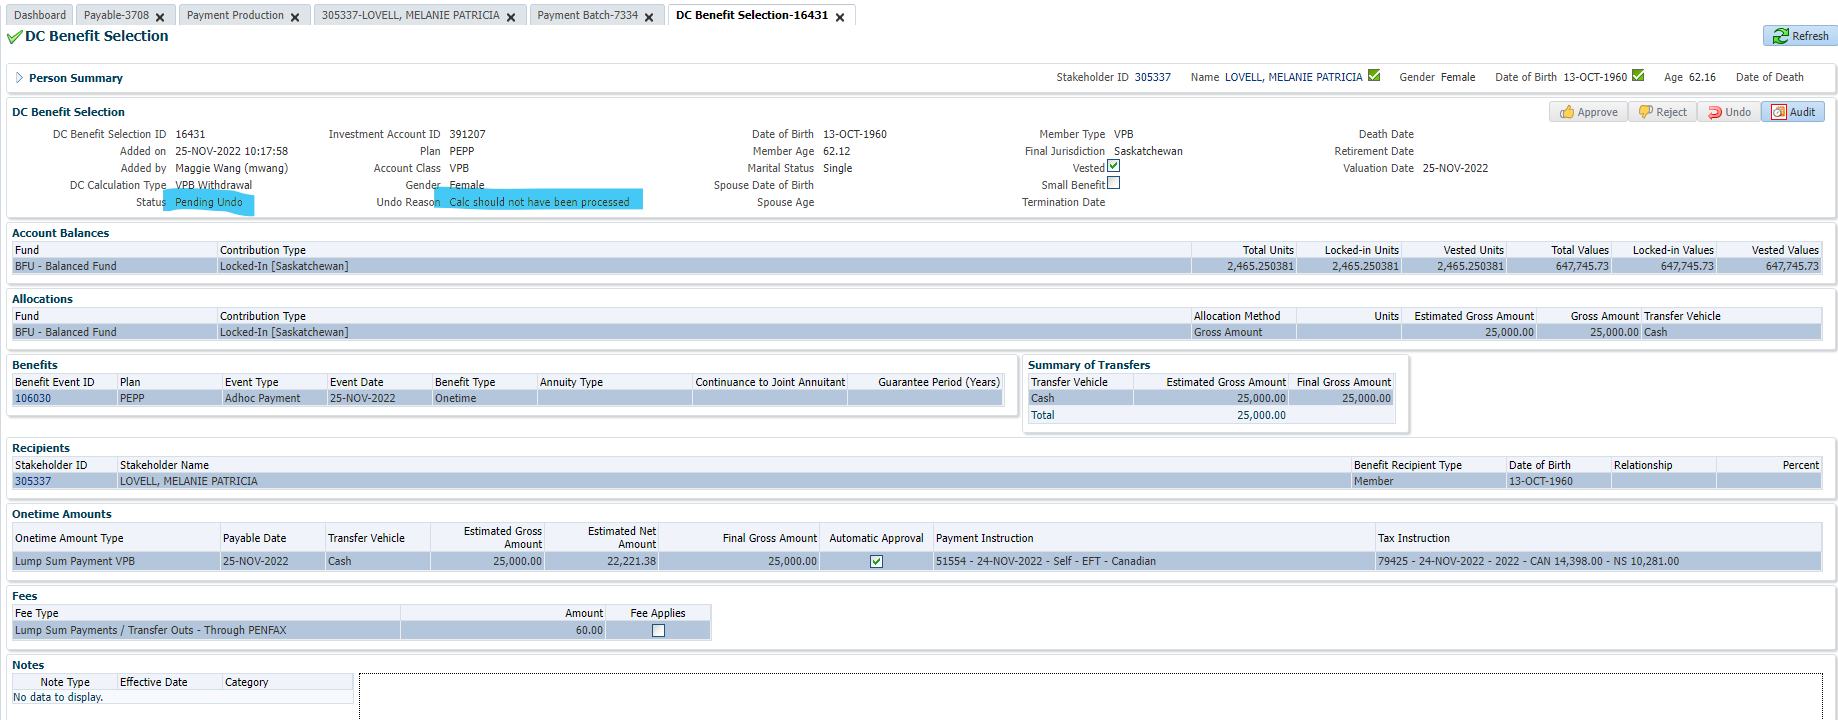 Dashboard Payable-3708 Payment Production 305337-LOVELL, MELANIE PATRICIA Payment Batch-7334 DC Benefit Selection-16431
DC Benefit Selection
Refresh
Person Summary Stakeholder ID 305337 Name LOVELL, MELANIE PATRICIA Gender Female Date of Birth 13-OCT-1960 Age 62.16 Date of Death
DC Benefit Selection Approve Reject Undo Audit
DC Benefit Selection ID 16431 Investment Account ID 391207 Date of Birth 13-OCT-1960 Member Type VPB Death Date
Added on 25-NOV-2022 10:17:58 Plan PEPP Member Age 62.12 Final Jurisdiction Saskatchewan Retirement Date
Added by Maggie Wang (mwang) Account Class VPB Marital Status Single Vested Valuation Date 25-NOV-2022
DC Calculation Type VPB Withdrawal Gender Female Spouse Date of Birth Small Benefit
Status Pending Undo Undo Reason Calc should not have been processed Spouse Age Termination Date
Account Balances
Fund Contribution Type Total Units Locked-in Units Vested Units Total Values Locked-in Values Vested Values
BFU - Balanced Fund Locked-In [Saskatchewan] 2,465.250381 2,465.250381 2,465.250381 647,745.73 647,745.73 647,745.73
Allocations
Fund Contribution Type Allocation Method Units Estimated Gross Amount Gross Amount Transfer Vehicle
BFU - Balanced Fund Locked-In [Saskatchewan] Gross Amount 25,000.00 25,000.00 Cash
Benefits
Benefit Event ID Plan Event Type Event Date Benefit Type Annuity Type Continuance to Joint Annuitant Guarantee Period (Years)
106030 PEPP Adhoc Payment 25-NOV-2022 Onetime
Summary of Transfers
Transfer Vehicle Estimated Gross Amount Final Gross Amount
Cash 25,000.00 25,000.00
Total 25,000.00
Recipients
Stakeholder ID Stakeholder Name Benefit Recipient Type Date of Birth Relationship Percent
305337 LOVELL, MELANIE PATRICIA Member 13-OCT-1960
Onetime Amounts
Onetime Amount Type Payable Date Transfer Vehicle Estimated Gross Amount Estimated Net Amount Final Gross Amount Automatic Approval Payment Instruction Tax Instruction
Lump Sum Payment VPB 25-NOV-2022 Cash 25,000.00 22,221.38 25,000.00 51554 - 24-NOV-2022 - Self - EFT - Canadian 79425 - 24-NOV-2022 - 2022 - CAN 14,398.00 - NS 10,281.00
Fees
Fee Type Amount Fee Applies
Lump Sum Payments / Transfer Outs - Through PENFAX 60.00
Notes
Note Type Effective Date Category
No data to display.